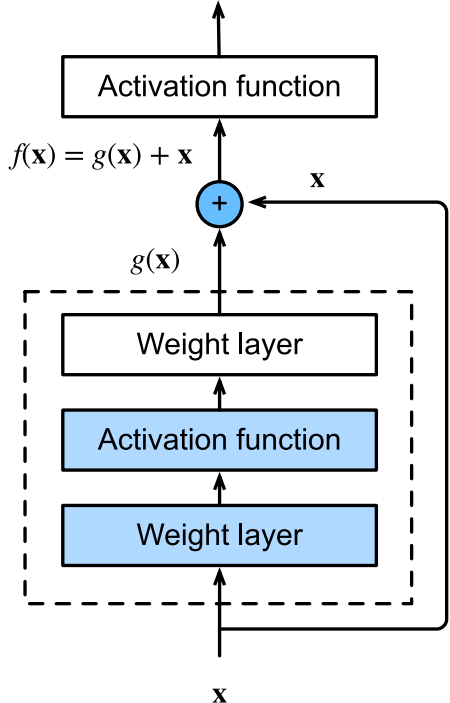 Activation function
f(x) = g(x) + x
x
+
g(x)
Weight layer
Activation function
Weight layer
x